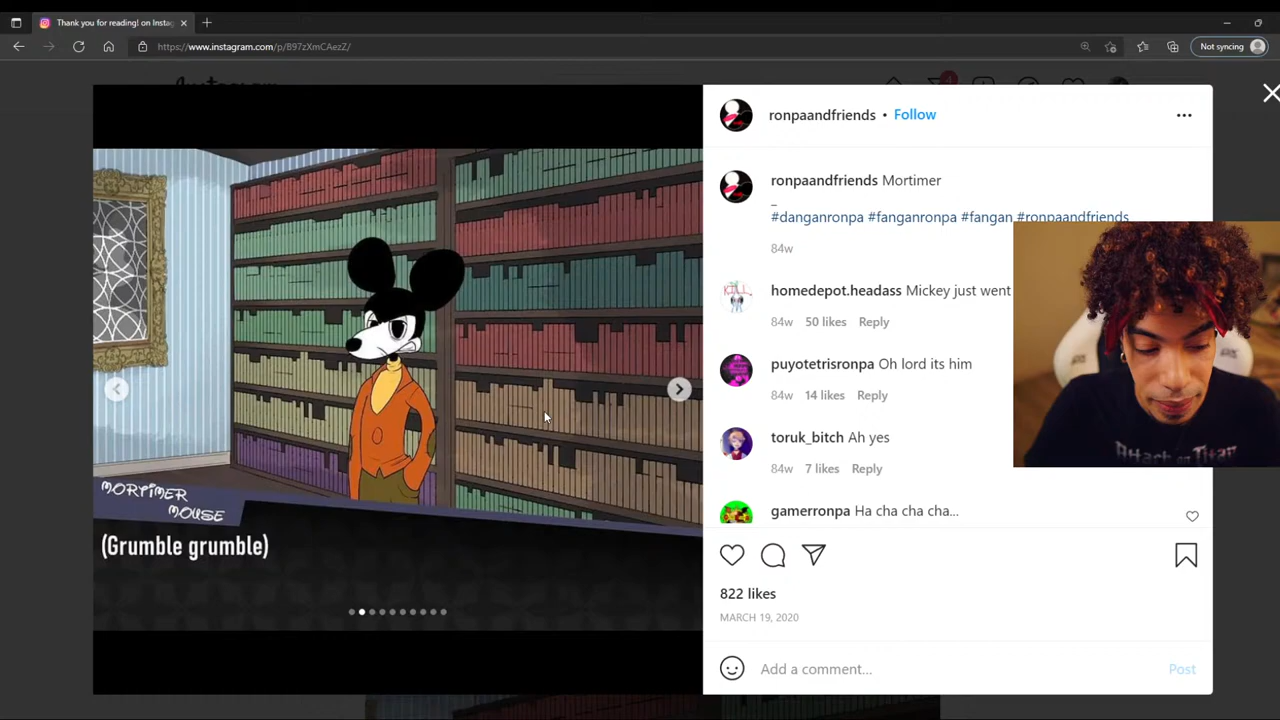 Thank you for reading! on Insta
https://www.instagram.com/p/B97zXmCAezZ/
Not syncing
4
ronpaandfriends • Follow
ronpaandfriends Mortimer
_
#danganronpa #fanganronpa #fangan #ronpaandfriends
84w
homedepot.headass Mickey just went
84w 50 likes Reply
puyotetrisronpa Oh lord its him
84w 14 likes Reply
toruk_bitch Ah yes
84w 7 likes Reply
gamerronpa Ha cha cha cha...
822 likes
MARCH 19, 2020
Add a comment... Post
MORTIMER
MOUSE
(Grumble grumble)
Attack on Titan